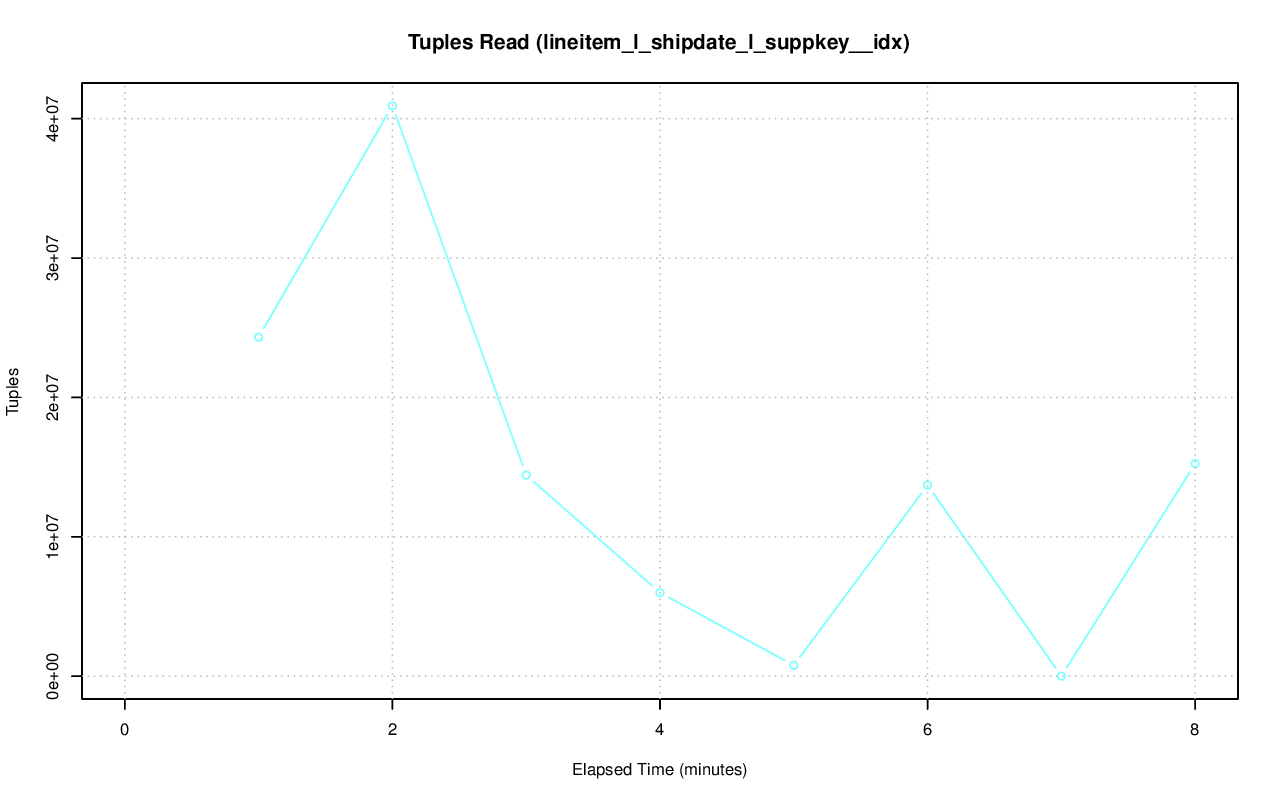 Tuples Read (lineitem_l_shipdate_l_suppkey__idx)
4e+07
3e+07
2e+07
1e+07
0e+00
Tuples
0 2 4 6 8
Elapsed Time (minutes)